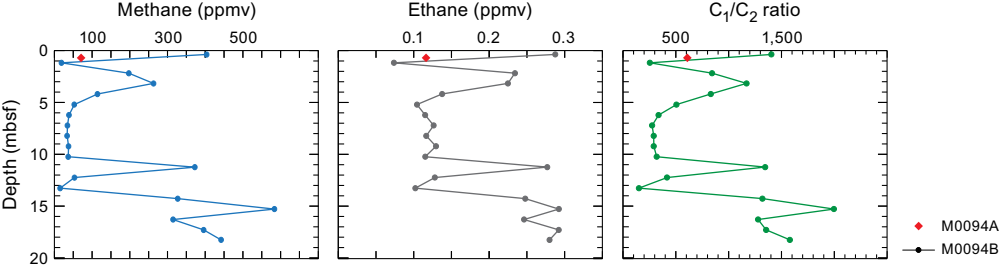 Methane (ppmv) Ethane (ppmv) C₁/C₂ ratio
100 300 500 0.1 0.2 0.3 500 1,500
0
5
10
15
20
Depth (mbsf)
M0094A
M0094B